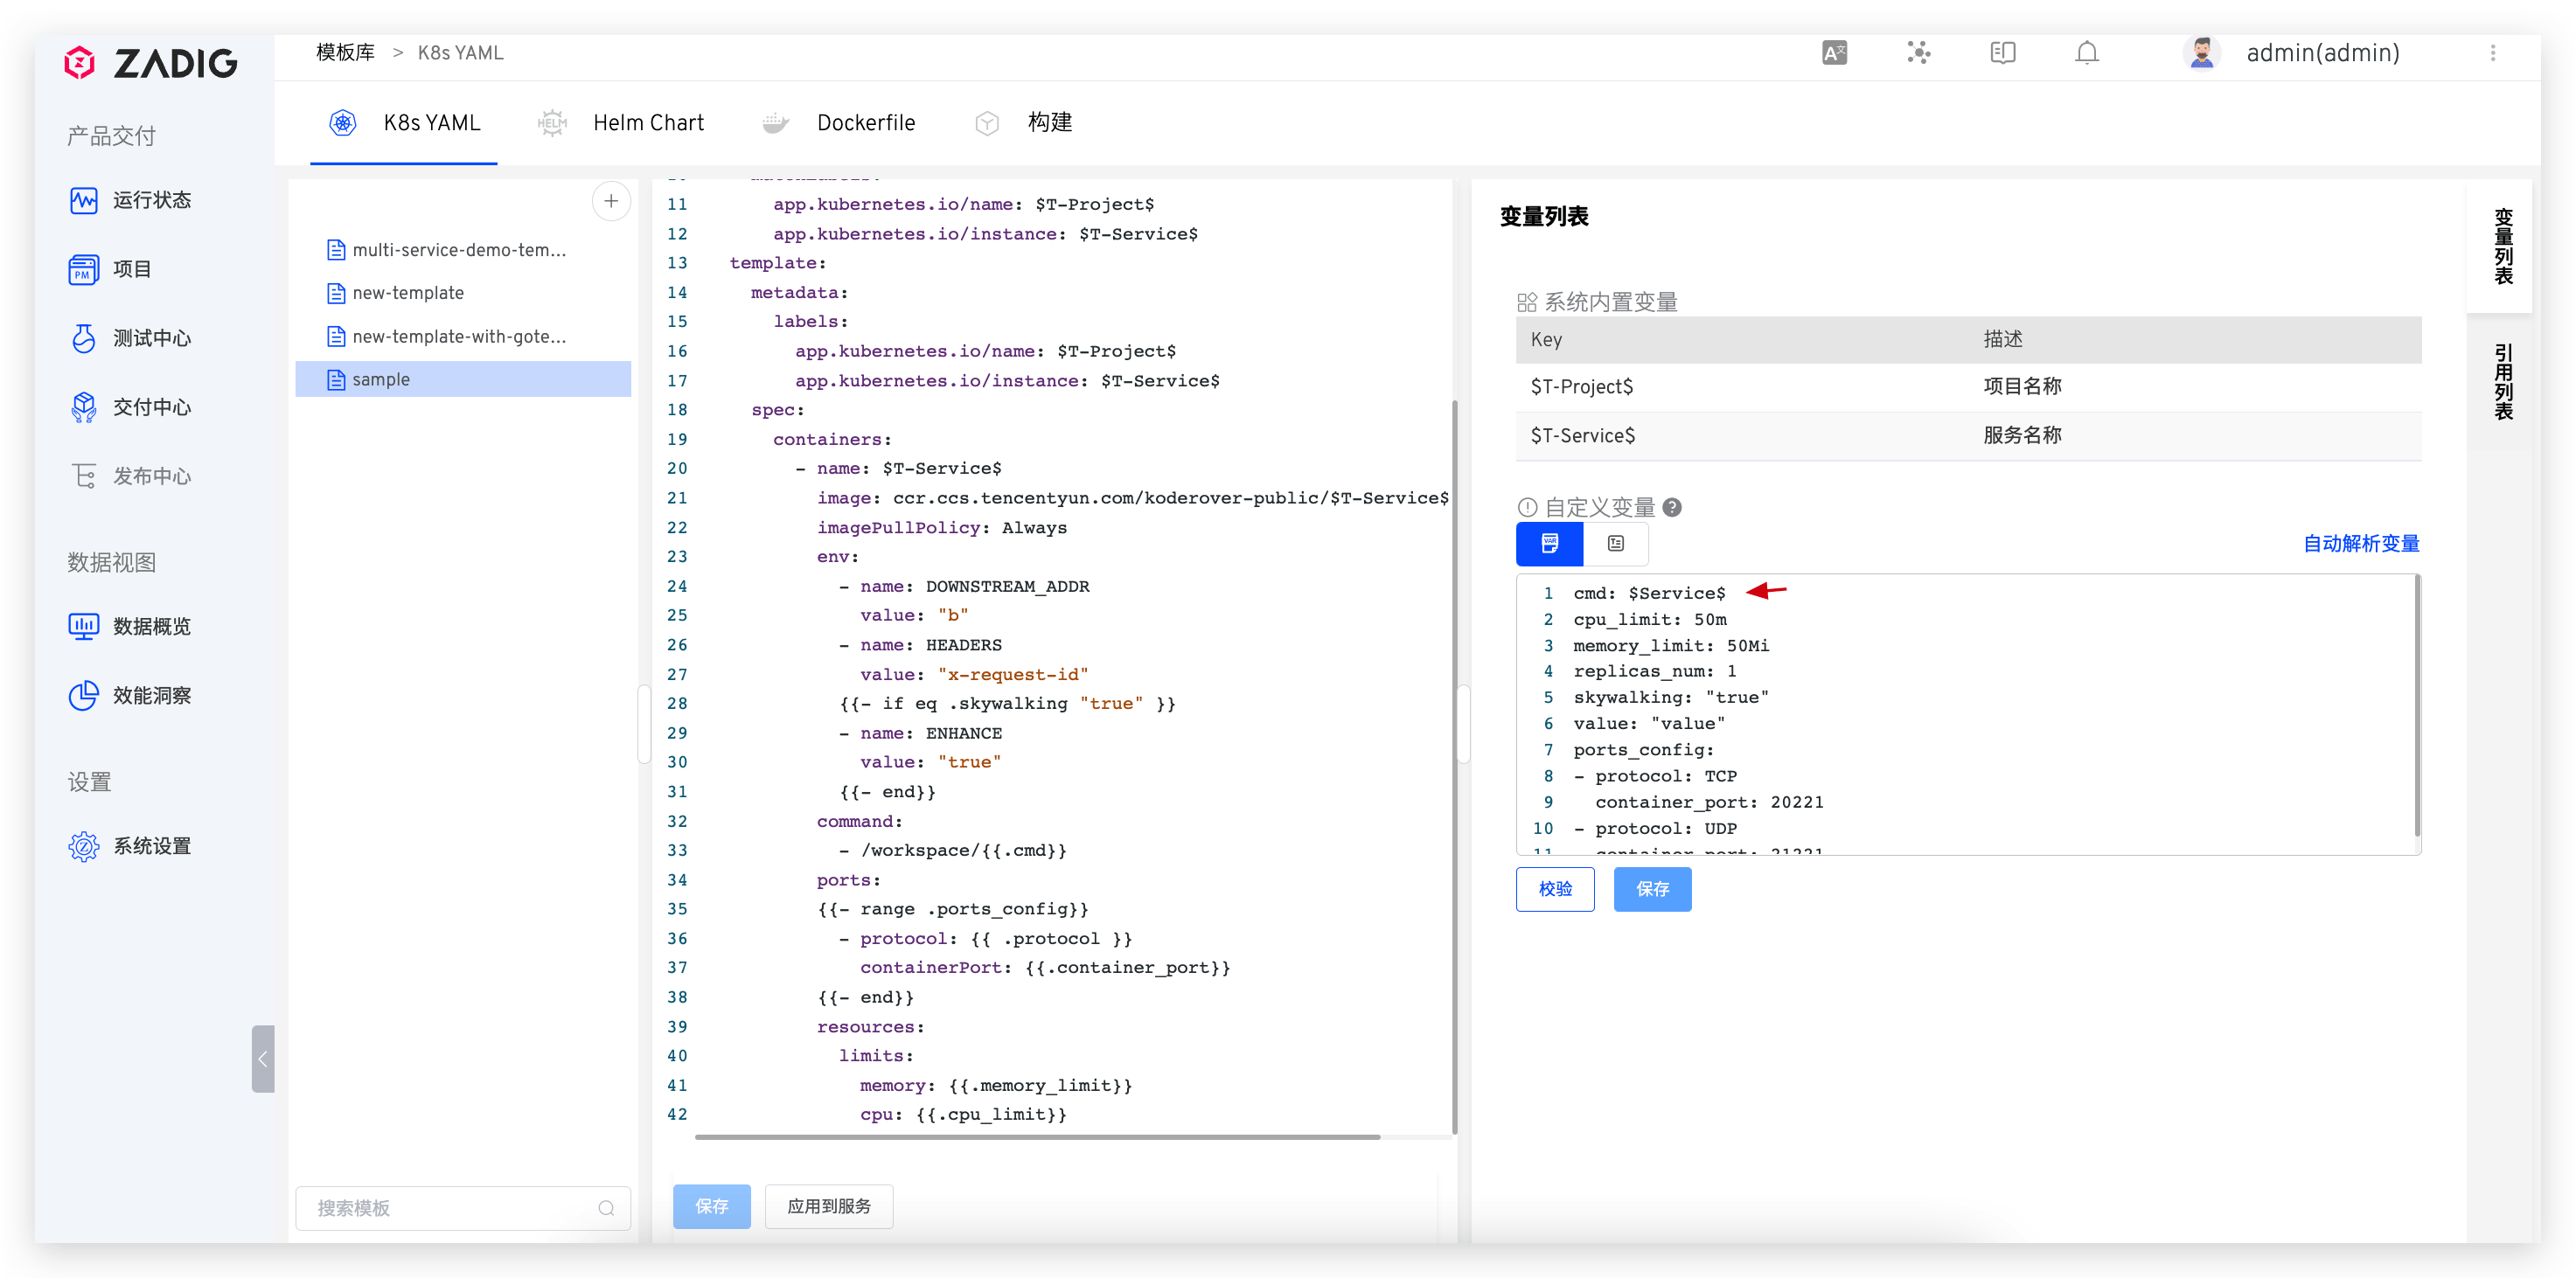 ZADIG
产品交付
运行状态
项目
测试中心
交付中心
发布中心
数据视图
数据概览
效能洞察
设置
系统设置
模板库 > K8s YAML
admin(admin)
K8s YAML
Helm Chart
Dockerfile
构建
multi-service-demo-tem...
new-template
new-template-with-gote...
sample
搜索模板
11 app.kubernetes.io/name: $T-Project$
12 app.kubernetes.io/instance: $T-Service$
13 template:
14 metadata:
15 labels:
16 app.kubernetes.io/name: $T-Project$
17 app.kubernetes.io/instance: $T-Service$
18 spec:
19 containers:
20 - name: $T-Service$
21 image: ccr.ccs.tencentyun.com/koderover-public/$T-Service$
22 imagePullPolicy: Always
23 env:
24 - name: DOWNSTREAM_ADDR
25 value: "b"
26 - name: HEADERS
27 value: "x-request-id"
28 {{- if eq .skywalking "true" }}
29 - name: ENHANCE
30 value: "true"
31 {{- end}}
32 command:
33 - /workspace/{{.cmd}}
34 ports:
35 {{- range .ports_config}}
36 - protocol: {{ .protocol }}
37 containerPort: {{.container_port}}
38 {{- end}}
39 resources:
40 limits:
41 memory: {{.memory_limit}}
42 cpu: {{.cpu_limit}}
保存
应用到服务
变量列表
系统内置变量
Key 描述
$T-Project$ 项目名称
$T-Service$ 服务名称
自定义变量
自动解析变量
1 cmd: $Service$
2 cpu_limit: 50m
3 memory_limit: 50Mi
4 replicas_num: 1
5 skywalking: "true"
6 value: "value"
7 ports_config:
8 - protocol: TCP
9 container_port: 20221
10 - protocol: UDP
校验
保存
变量列表
引用列表